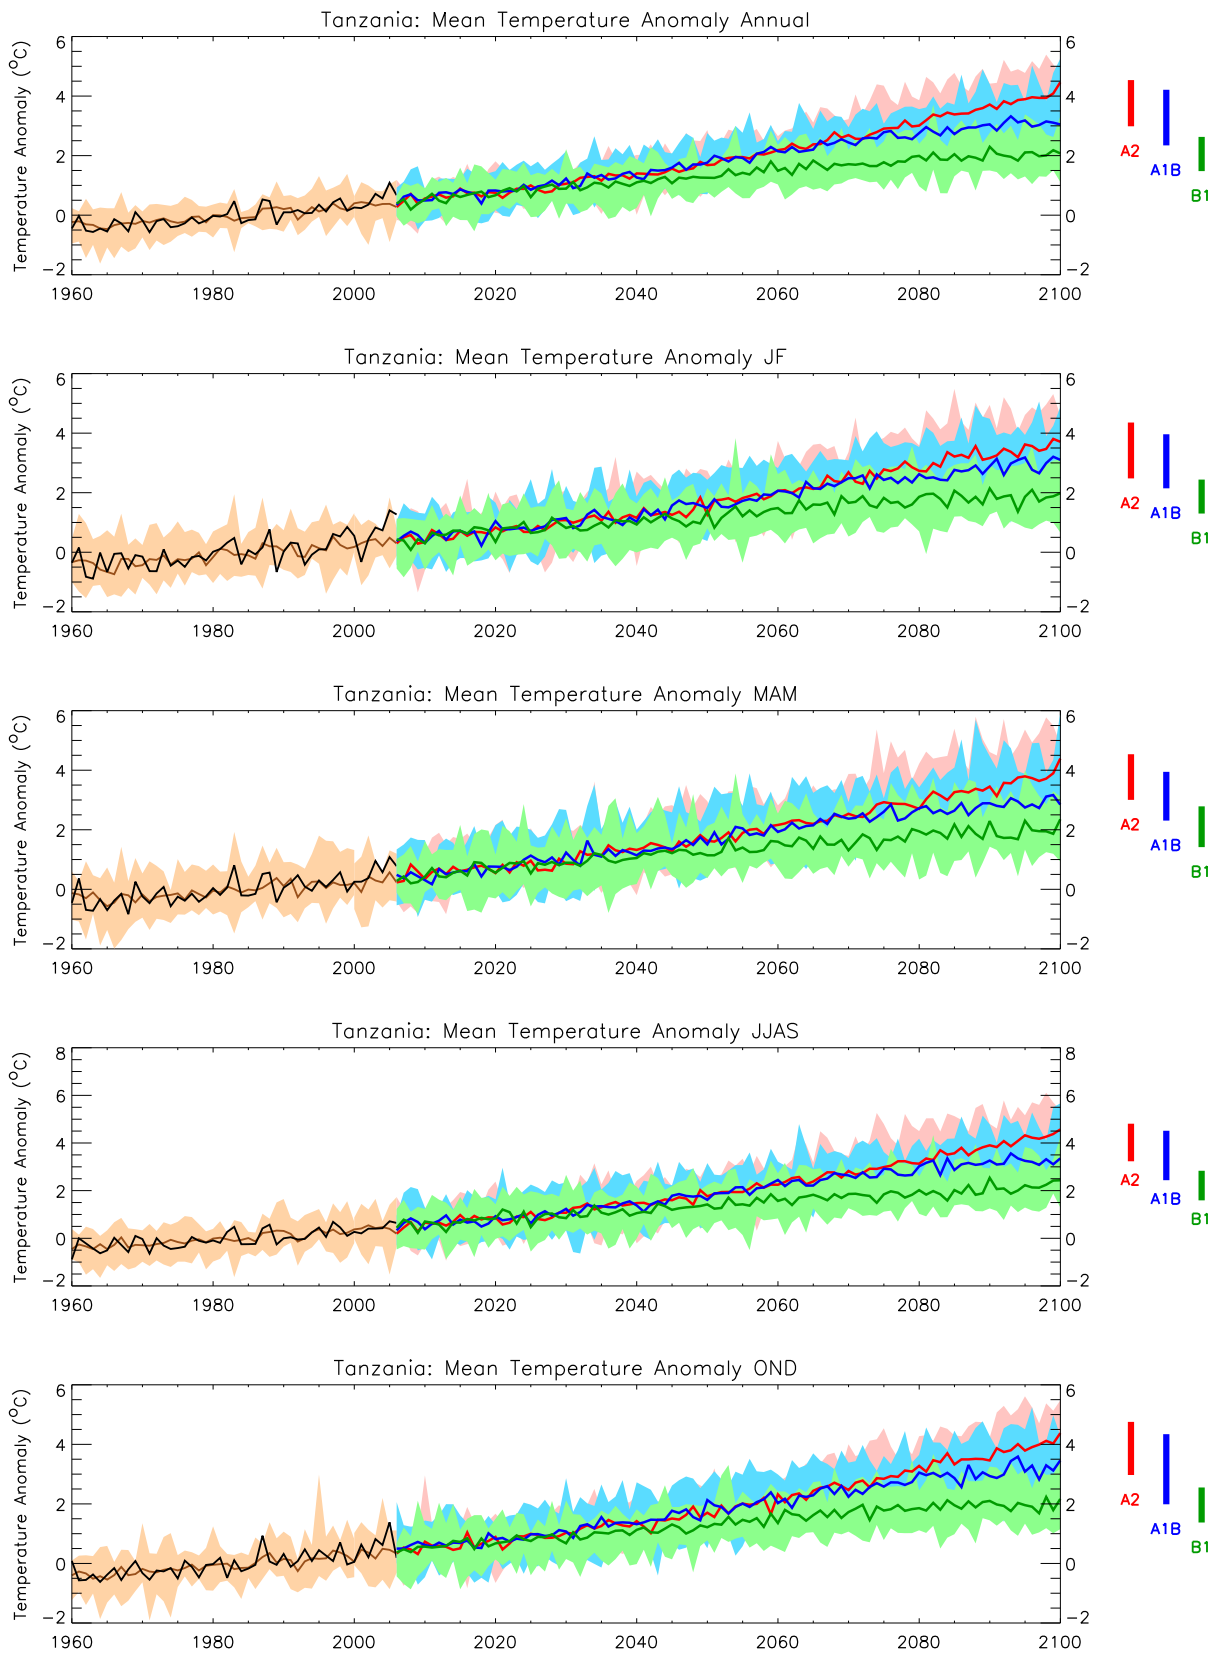 Tanzania: Mean Temperature Anomaly Annual
Temperature Anomaly (°C)
6
4
2
0
−2
6
4
2
0
−2
1960 1980 2000 2020 2040 2060 2080 2100
A2
A1B
B1
Tanzania: Mean Temperature Anomaly JF
Temperature Anomaly (°C)
6
4
2
0
−2
6
4
2
0
−2
1960 1980 2000 2020 2040 2060 2080 2100
A2
A1B
B1
Tanzania: Mean Temperature Anomaly MAM
Temperature Anomaly (°C)
6
4
2
0
−2
6
4
2
0
−2
1960 1980 2000 2020 2040 2060 2080 2100
A2
A1B
B1
Tanzania: Mean Temperature Anomaly JJAS
Temperature Anomaly (°C)
8
6
4
2
0
−2
8
6
4
2
0
−2
1960 1980 2000 2020 2040 2060 2080 2100
A2
A1B
B1
Tanzania: Mean Temperature Anomaly OND
Temperature Anomaly (°C)
6
4
2
0
−2
6
4
2
0
−2
1960 1980 2000 2020 2040 2060 2080 2100
A2
A1B
B1